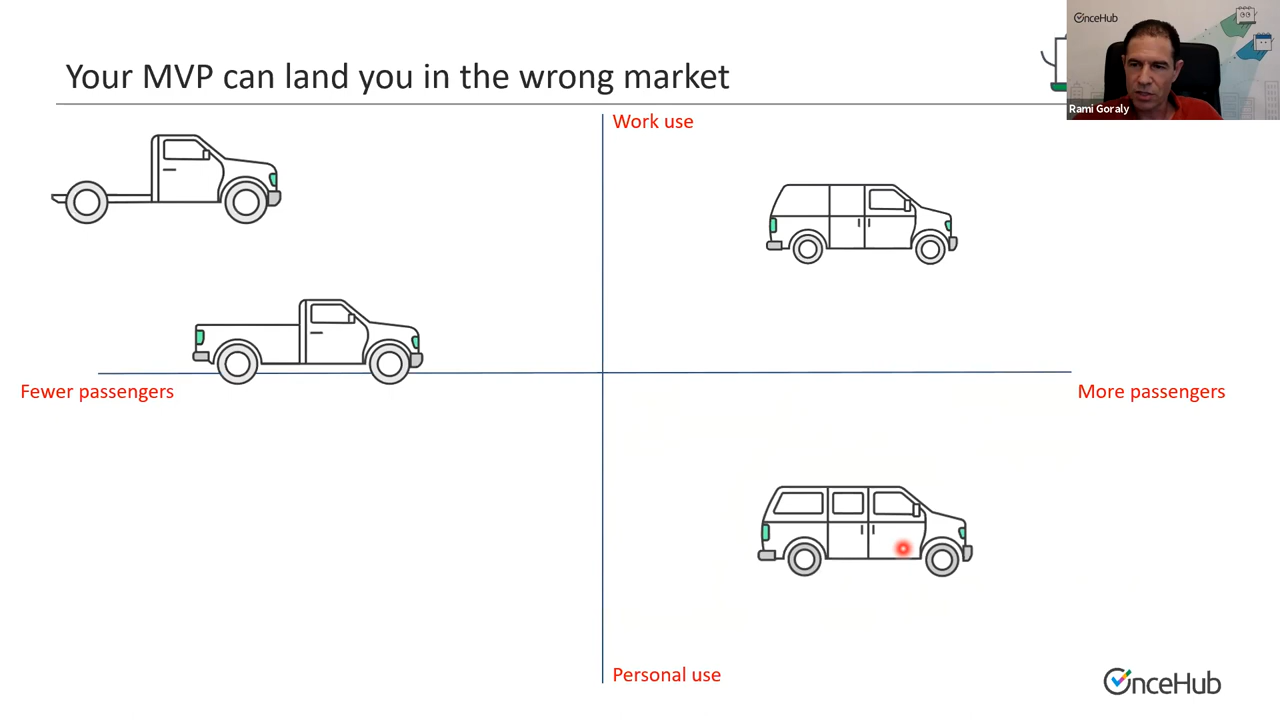 OnceHub
Your MVP can land you in the wrong market
Rami Goraly
Work use
Fewer passengers
More passengers
Personal use
OnceHub